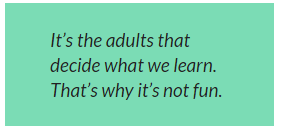 It’s the adults that
decide what we learn.
That’s why it’s not fun.